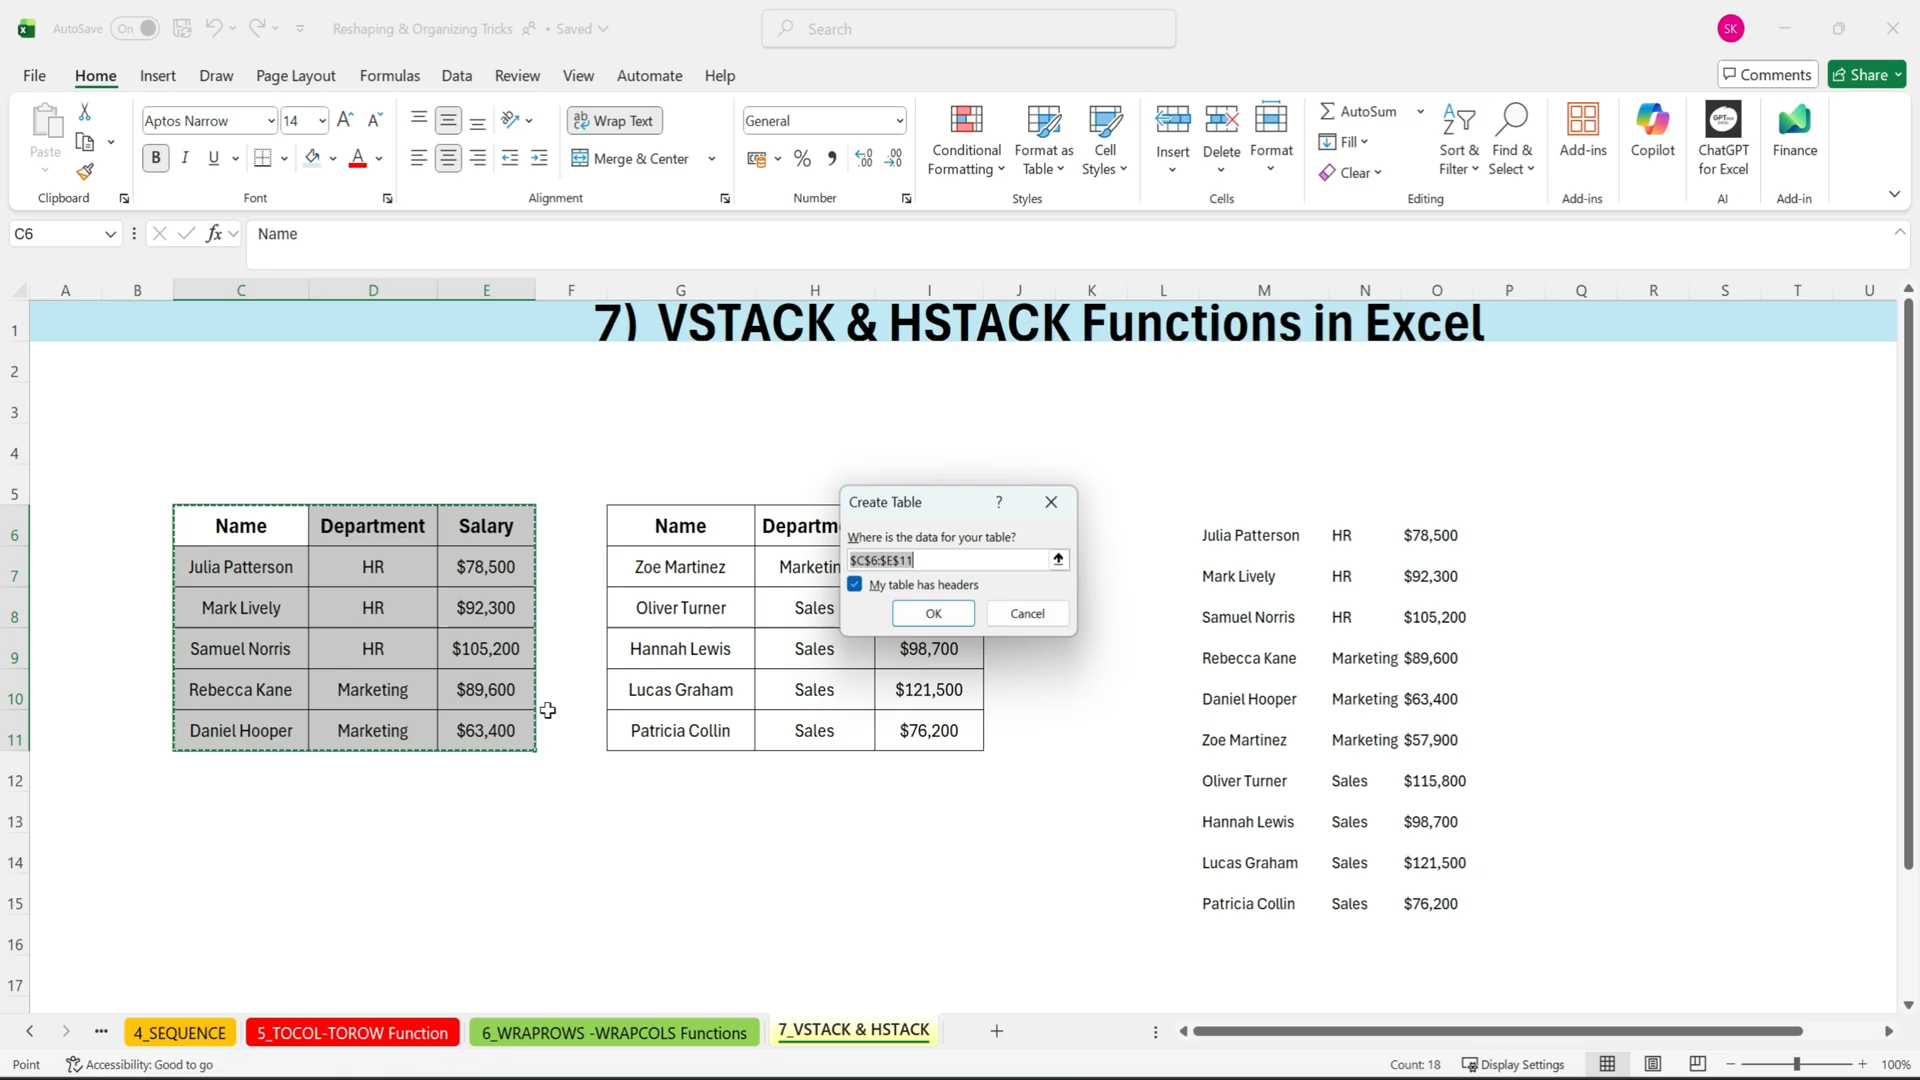 AutoSave On Reshaping & Organizing Tricks • Saved Search SK
File Home Insert Draw Page Layout Formulas Data Review View Automate Help Comments Share
Paste Clipboard
Aptos Narrow 14 B I U A Font
ab Wrap Text Merge & Center Alignment
General % Number
Conditional Formatting Format as Table Cell Styles Styles
Insert Delete Format Cells
AutoSum Fill Clear Sort & Filter Find & Select Editing
Add-ins Add-ins
Copilot
ChatGPT for Excel AI
Finance Add-in
C6 fx Name
A B C D E F G H I J K L M N O P Q R S T U
1 7) VSTACK & HSTACK Functions in Excel
2
3
4
5
6 Name Department Salary Name Departm Julia Patterson HR $78,500
7 Julia Patterson HR $78,500 Zoe Martinez Marketin Mark Lively HR $92,300
8 Mark Lively HR $92,300 Oliver Turner Sales Samuel Norris HR $105,200
9 Samuel Norris HR $105,200 Hannah Lewis Sales $98,700 Rebecca Kane Marketing $89,600
10 Rebecca Kane Marketing $89,600 Lucas Graham Sales $121,500 Daniel Hooper Marketing $63,400
11 Daniel Hooper Marketing $63,400 Patricia Collin Sales $76,200 Zoe Martinez Marketing $57,900
12 Oliver Turner Sales $115,800
13 Hannah Lewis Sales $98,700
14 Lucas Graham Sales $121,500
15 Patricia Collin Sales $76,200
16
17
Create Table ?
Where is the data for your table?
$C$6:$E$11
My table has headers
OK Cancel
4_SEQUENCE 5_TOCOL-TOROW Function 6_WRAPROWS -WRAPCOLS Functions 7_VSTACK & HSTACK
Point Accessibility: Good to go Count: 18 Display Settings 100%